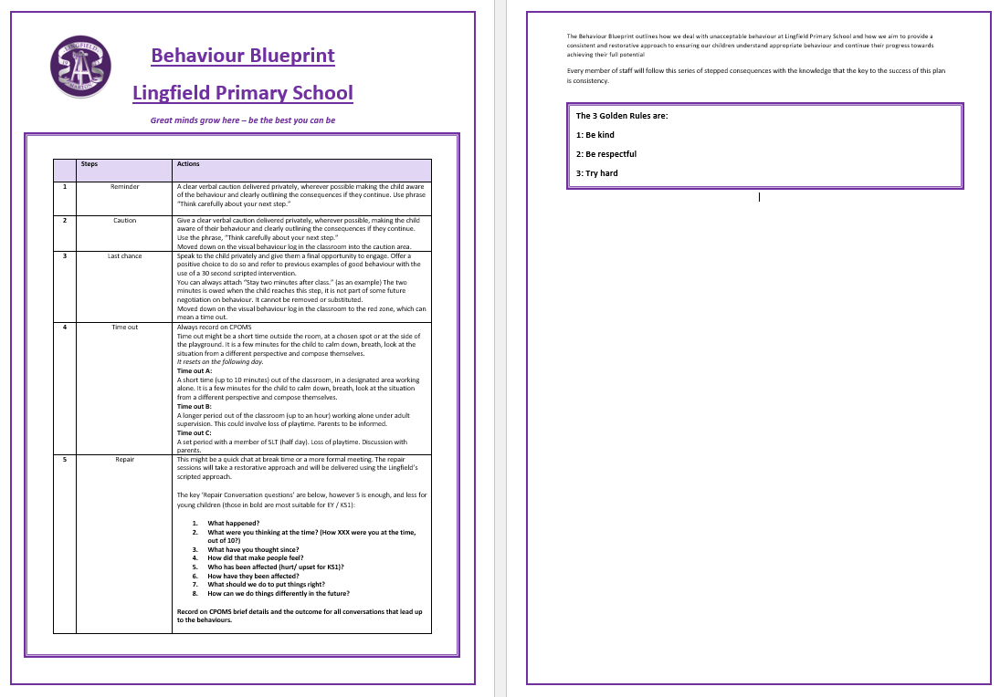 LINGFIELD
MARTON
Behaviour Blueprint
Lingfield Primary School
Great minds grow here – be the best you can be
Steps Actions
1 Reminder A clear verbal caution delivered privately, wherever possible making the child aware
of the behaviour and clearly outlining the consequences if they continue. Use phrase
“Think carefully about your next step.”
2 Caution Give a clear verbal caution delivered privately, wherever possible, making the child
aware of their behaviour and clearly outlining the consequences if they continue.
Use the phrase, “Think carefully about your next step.”
Moved down on the visual behaviour log in the classroom into the caution area.
3 Last chance Speak to the child privately and give them a final opportunity to engage. Offer a
positive choice to do so and refer to previous examples of good behaviour with the
use of a 30 second scripted intervention.
You can always attach “Stay two minutes after class.” (as an example) The two
minutes is owed when the child reaches this step, it is not part of some future
negotiation on behaviour. It cannot be removed or substituted.
Moved down on the visual behaviour log in the classroom to the red zone, which can
mean a time out.
4 Time out Always record on CPOMS
Time out might be a short time outside the room, at a chosen spot or at the side of
the playground. It is a few minutes for the child to calm down, breath, look at the
situation from a different perspective and compose themselves.
It resets on the following day.
Time out A:
A short time (up to 10 minutes) out of the classroom, in a designated area working
alone. It is a few minutes for the child to calm down, breath, look at the situation
from a different perspective and compose themselves.
Time out B:
A longer period out of the classroom (up to an hour) working alone under adult
supervision. This could involve loss of playtime. Parents to be informed.
Time out C:
A set period with a member of SLT (half day). Loss of playtime. Discussion with
parents.
5 Repair This might be a quick chat at break time or a more formal meeting. The repair
sessions will take a restorative approach and will be delivered using the Lingfield’s
scripted approach.
The key ‘Repair Conversation questions’ are below, however 5 is enough, and less for
young children (those in bold are most suitable for EY / KS1):
1. What happened?
2. What were you thinking at the time? (How XXX were you at the time,
out of 10?)
3. What have you thought since?
4. How did that make people feel?
5. Who has been affected (hurt/ upset for KS1)?
6. How have they been affected?
7. What should we do to put things right?
8. How can we do things differently in the future?
Record on CPOMS brief details and the outcome for all conversations that lead up
to the behaviours.
The Behaviour Blueprint outlines how we deal with unacceptable behaviour at Lingfield Primary School and how we aim to provide a
consistent and restorative approach to ensuring our children understand appropriate behaviour and continue their progress towards
achieving their full potential
Every member of staff will follow this series of stepped consequences with the knowledge that the key to the success of this plan
is consistency.
The 3 Golden Rules are:
1: Be kind
2: Be respectful
3: Try hard